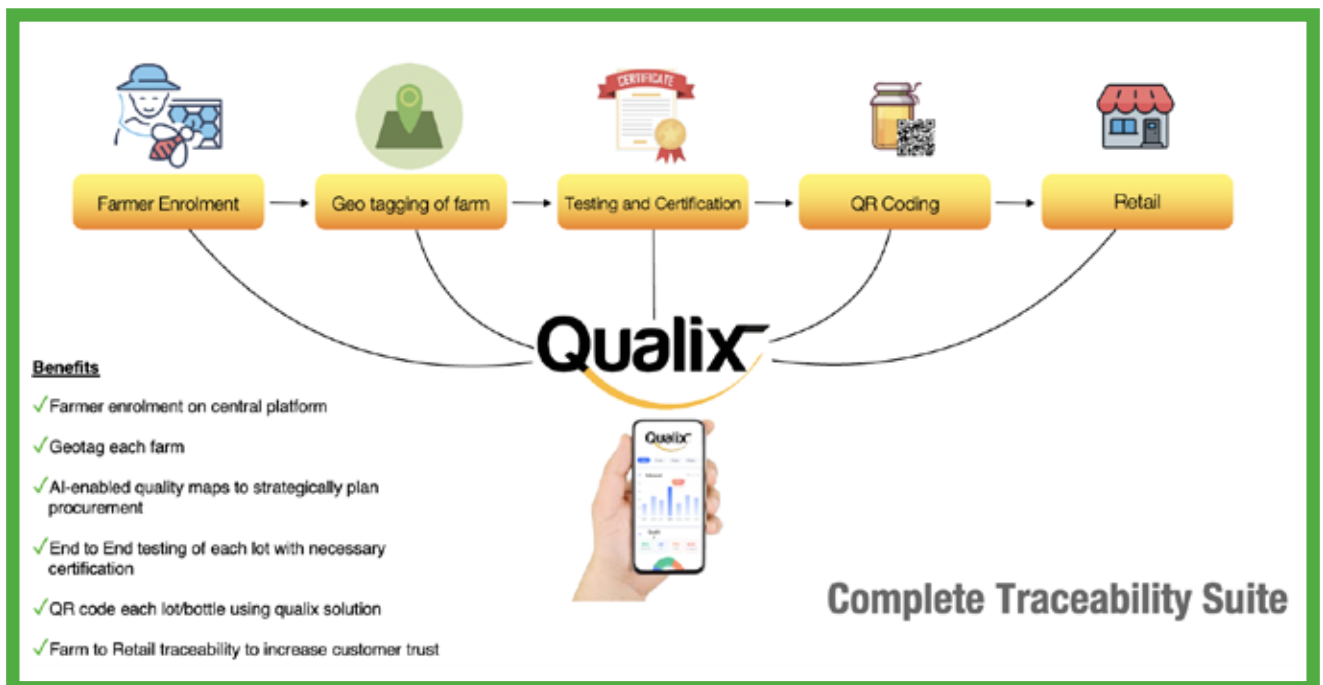 CERTIFICATE
Farmer Enrolment
Geo tagging of farm
Testing and Certification
QR Coding
Retail
Qualix
Benefits
✓Farmer enrolment on central platform
✓Geotag each farm
✓AI-enabled quality maps to strategically plan
procurement
✓End to End testing of each lot with necessary
certification
✓QR code each lot/bottle using qualix solution
✓Farm to Retail traceability to increase customer trust
Qualix
Complete Traceability Suite